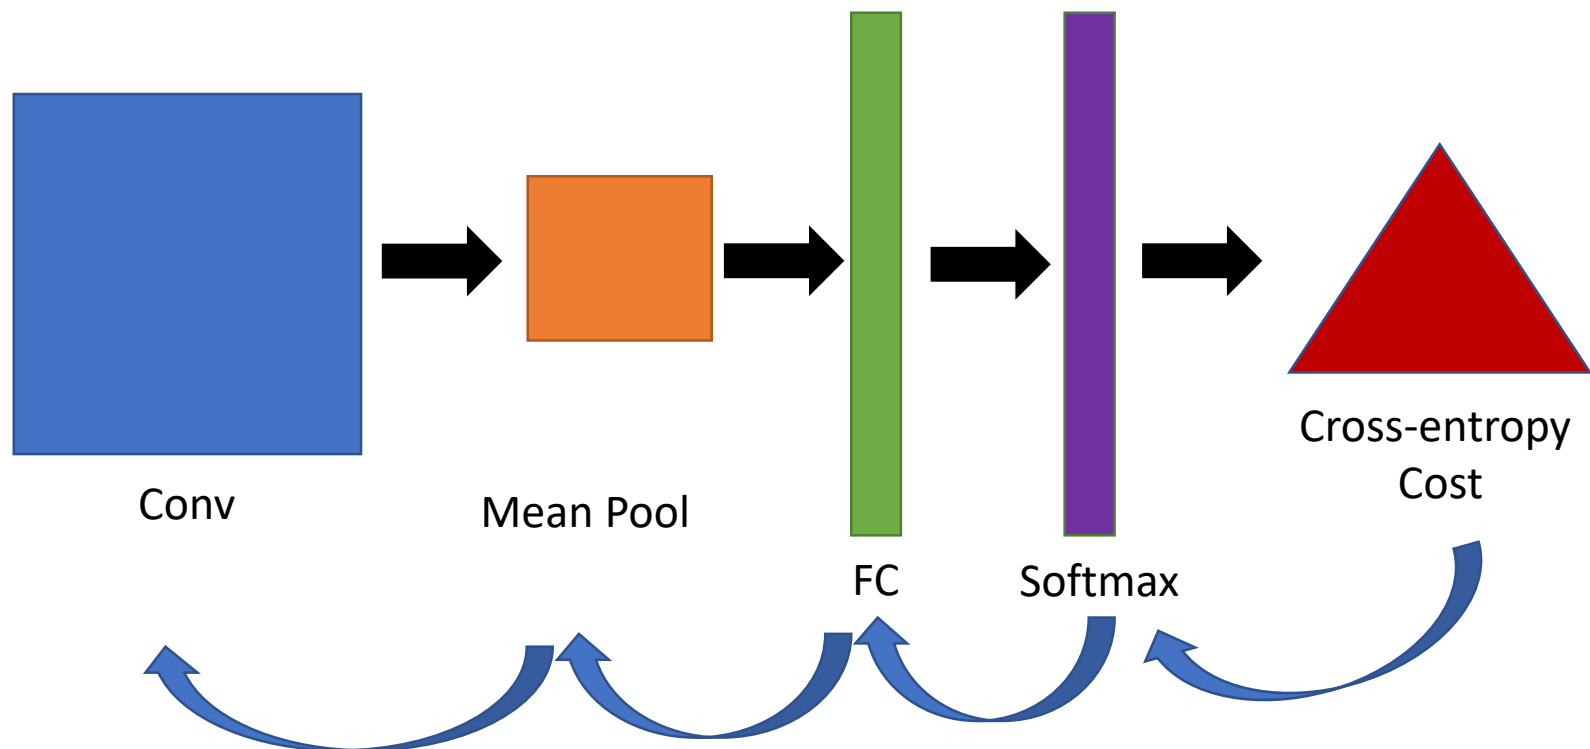 Conv
Mean Pool
FC
Softmax
Cross-entropy
Cost